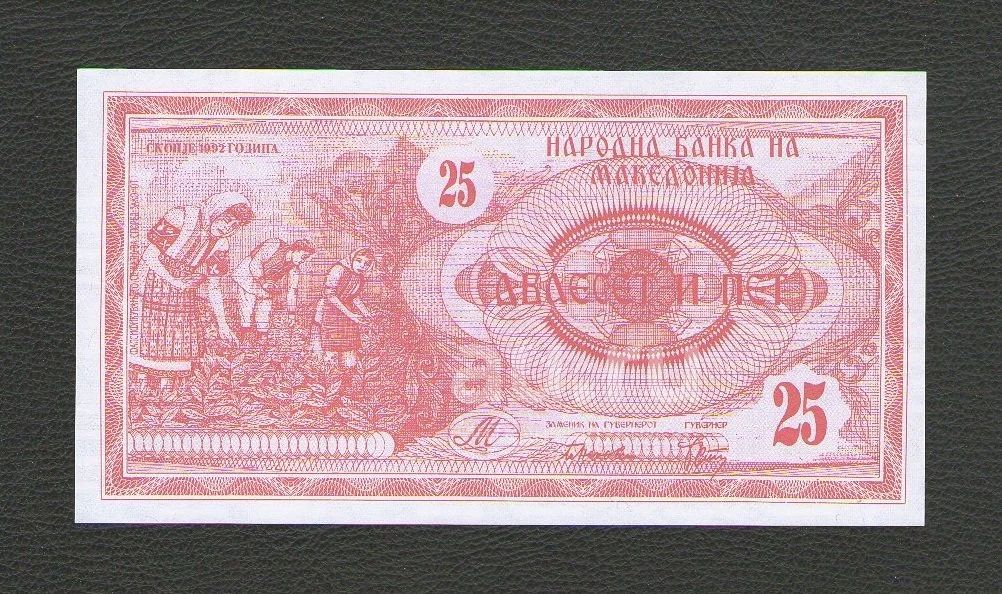 СКОПЈЕ 1992 ГОДИНА
25
НАРОДНА БАНКА НА
МАКЕДОНИЈА
ДВАЕСЕТ И ПЕТ
25
М
ЗАМЕНИК НА ГУВЕРНЕРОТ ГУВЕРНЕР